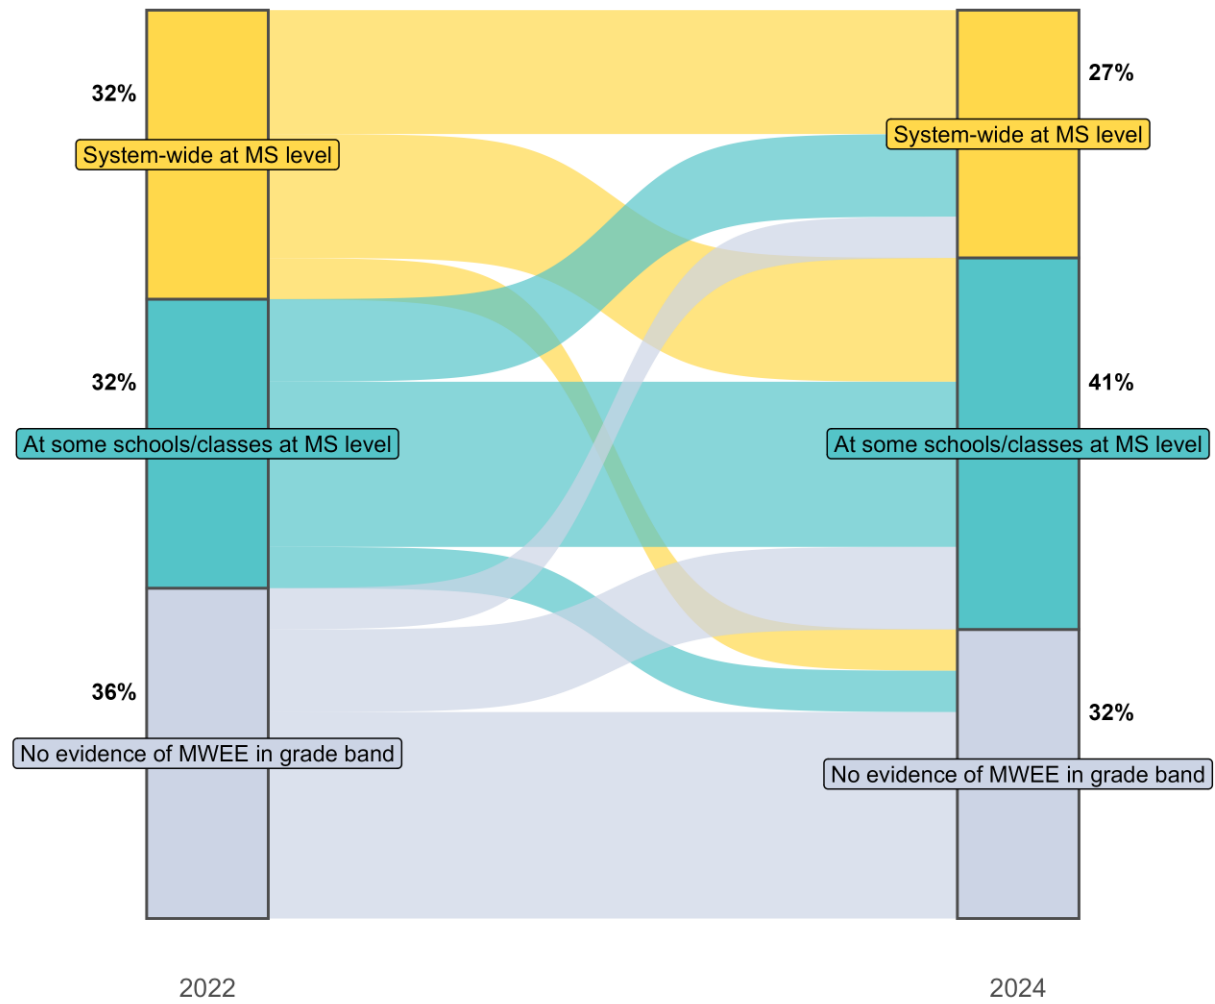 27%
32%
System-wide at MS level
System-wide at MS level
32%
41%
At some schools/classes at MS level
At some schools/classes at MS level
36%
32%
No evidence of MWEE in grade band
No evidence of MWEE in grade band
2022
2024